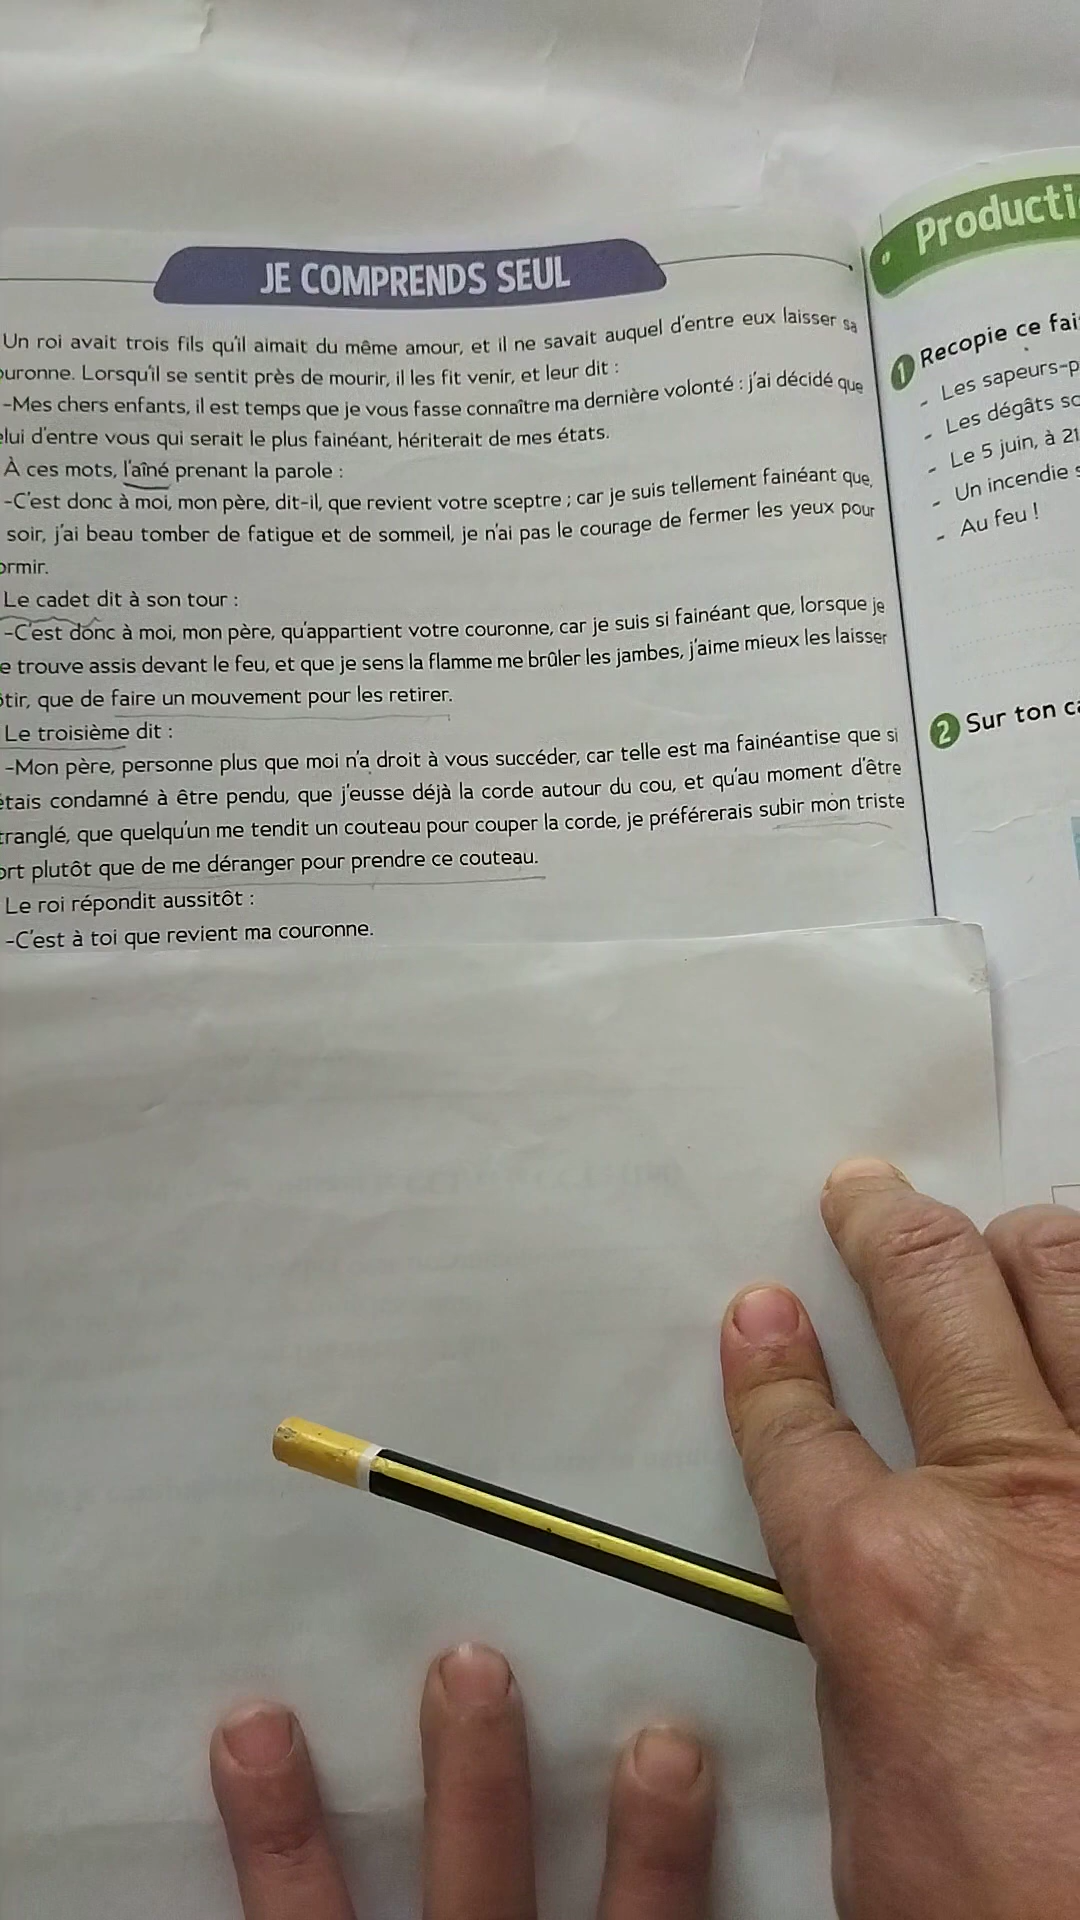 JE COMPRENDS SEUL
Un roi avait trois fils qu'il aimait du même amour, et il ne savait auquel d'entre eux laisser sa
ouronne. Lorsqu'il se sentit près de mourir, il les fit venir, et leur dit :
-Mes chers enfants, il est temps que je vous fasse connaître ma dernière volonté : j'ai décidé que
elui d'entre vous qui serait le plus fainéant, hériterait de mes états.
À ces mots, l'aîné prenant la parole :
-C'est donc à moi, mon père, dit-il, que revient votre sceptre ; car je suis tellement fainéant que,
soir, j'ai beau tomber de fatigue et de sommeil, je n'ai pas le courage de fermer les yeux pour
ormir.
Le cadet dit à son tour :
-C'est donc à moi, mon père, qu'appartient votre couronne, car je suis si fainéant que, lorsque je
e trouve assis devant le feu, et que je sens la flamme me brûler les jambes, j'aime mieux les laisser
ôtir, que de faire un mouvement pour les retirer.
Le troisième dit :
-Mon père, personne plus que moi n'a droit à vous succéder, car telle est ma fainéantise que si
étais condamné à être pendu, que j'eusse déjà la corde autour du cou, et qu'au moment d'être
tranglé, que quelqu'un me tendit un couteau pour couper la corde, je préférerais subir mon triste
ort plutôt que de me déranger pour prendre ce couteau.
Le roi répondit aussitôt :
-C'est à toi que revient ma couronne.
Producti
1 Recopie ce fai
- Les sapeurs-p
- Les dégâts so
- Le 5 juin, à 21
- Un incendie s
- Au feu !
2 Sur ton ca